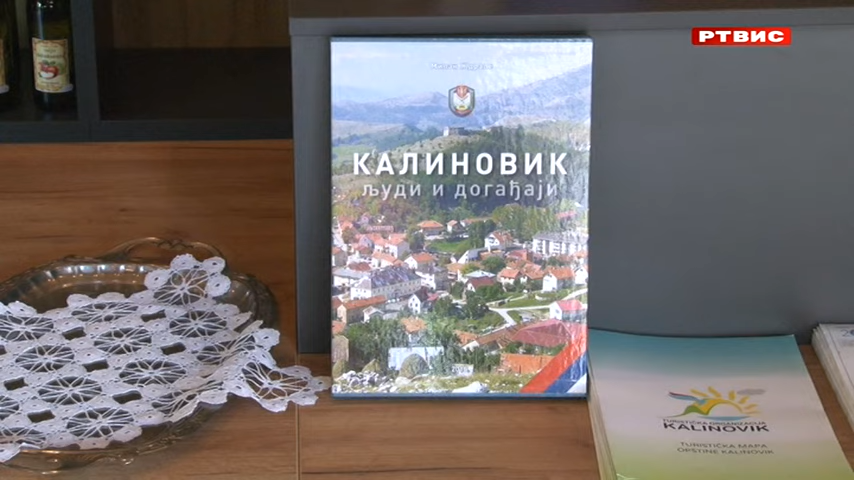 РТВИС
КАЛИНОВИК
људи и догађаји
TURISTIČKA ORGANIZACIJA
KALINOVIK
TURISTIČKA MAPA
OPŠTINE KALINOVIK